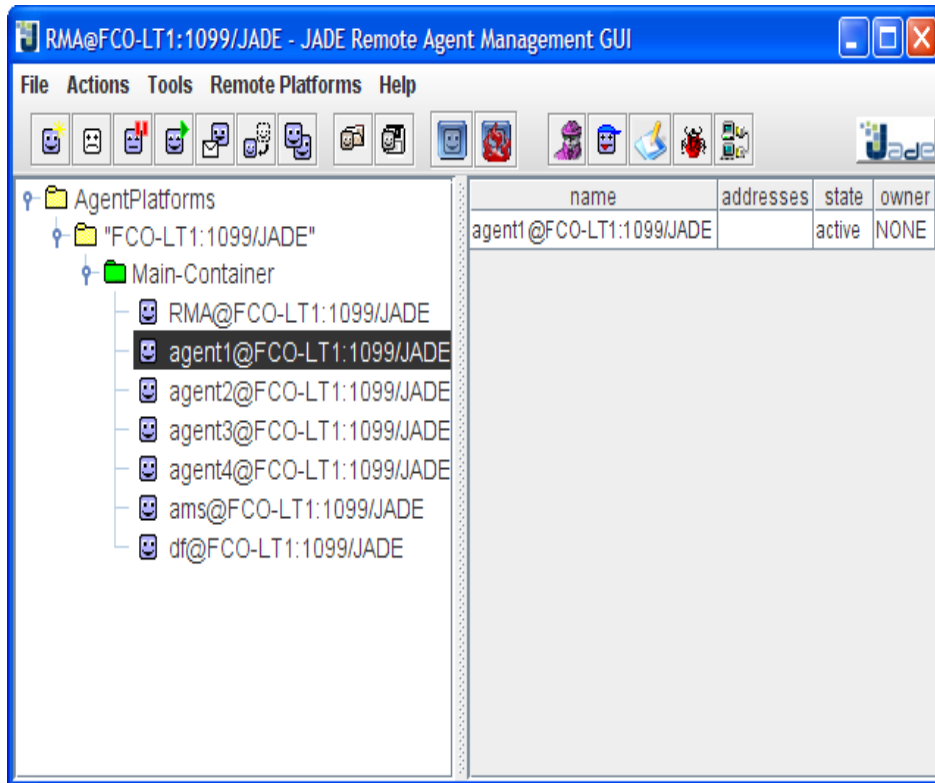 RMA@FCO-LT1:1099/JADE - JADE Remote Agent Management GUI
File Actions Tools Remote Platforms Help
Jade
AgentPlatforms
"FCO-LT1:1099/JADE"
Main-Container
RMA@FCO-LT1:1099/JADE
agent1@FCO-LT1:1099/JADE
agent2@FCO-LT1:1099/JADE
agent3@FCO-LT1:1099/JADE
agent4@FCO-LT1:1099/JADE
ams@FCO-LT1:1099/JADE
df@FCO-LT1:1099/JADE
name addresses state owner
agent1@FCO-LT1:1099/JADE active NONE